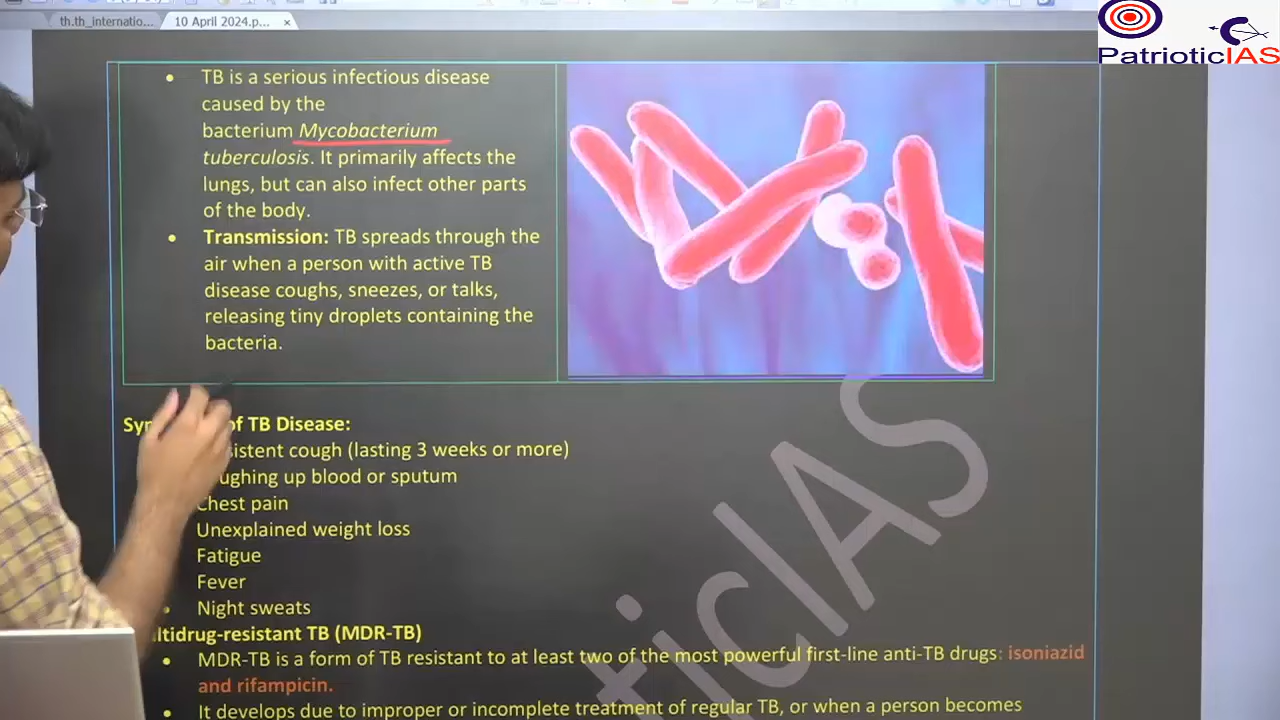 th.th_internatio...
10 April 2024.p...
PatrioticIAS
TB is a serious infectious disease
caused by the
bacterium Mycobacterium
tuberculosis. It primarily affects the
lungs, but can also infect other parts
of the body.
Transmission: TB spreads through the
air when a person with active TB
disease coughs, sneezes, or talks,
releasing tiny droplets containing the
bacteria.
of TB Disease:
cough (lasting 3 weeks or more)
up blood or sputum
Chest pain
Unexplained weight loss
Fatigue
Fever
Night sweats
TB (MDR-TB)
MDR-TB is a form of TB resistant to at least two of the most powerful first-line anti-TB drugs: isoniazid
and rifampicin.
It develops due to improper or incomplete treatment of regular TB, or when a person becomes
ticIAS